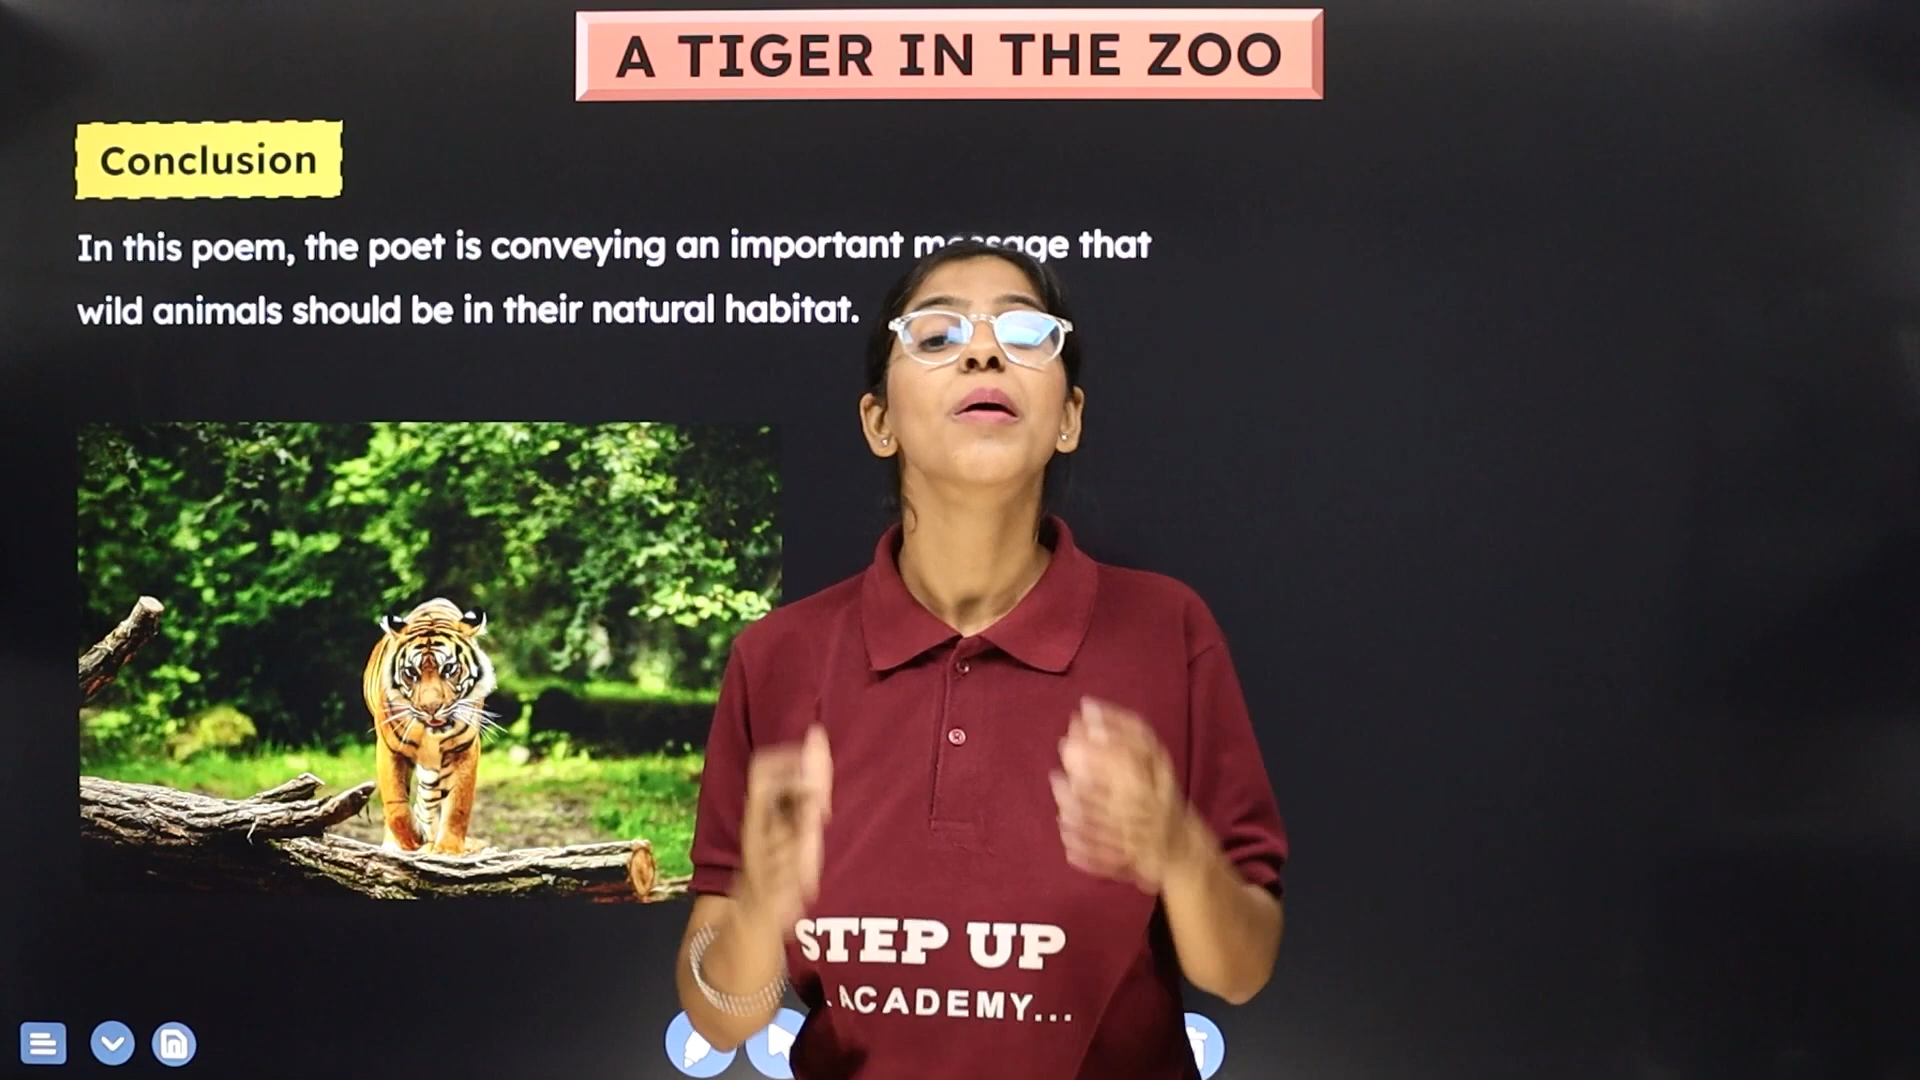 A TIGER IN THE ZOO
Conclusion
In this poem, the poet is conveying an important message that
wild animals should be in their natural habitat.
STEP UP
ACADEMY...